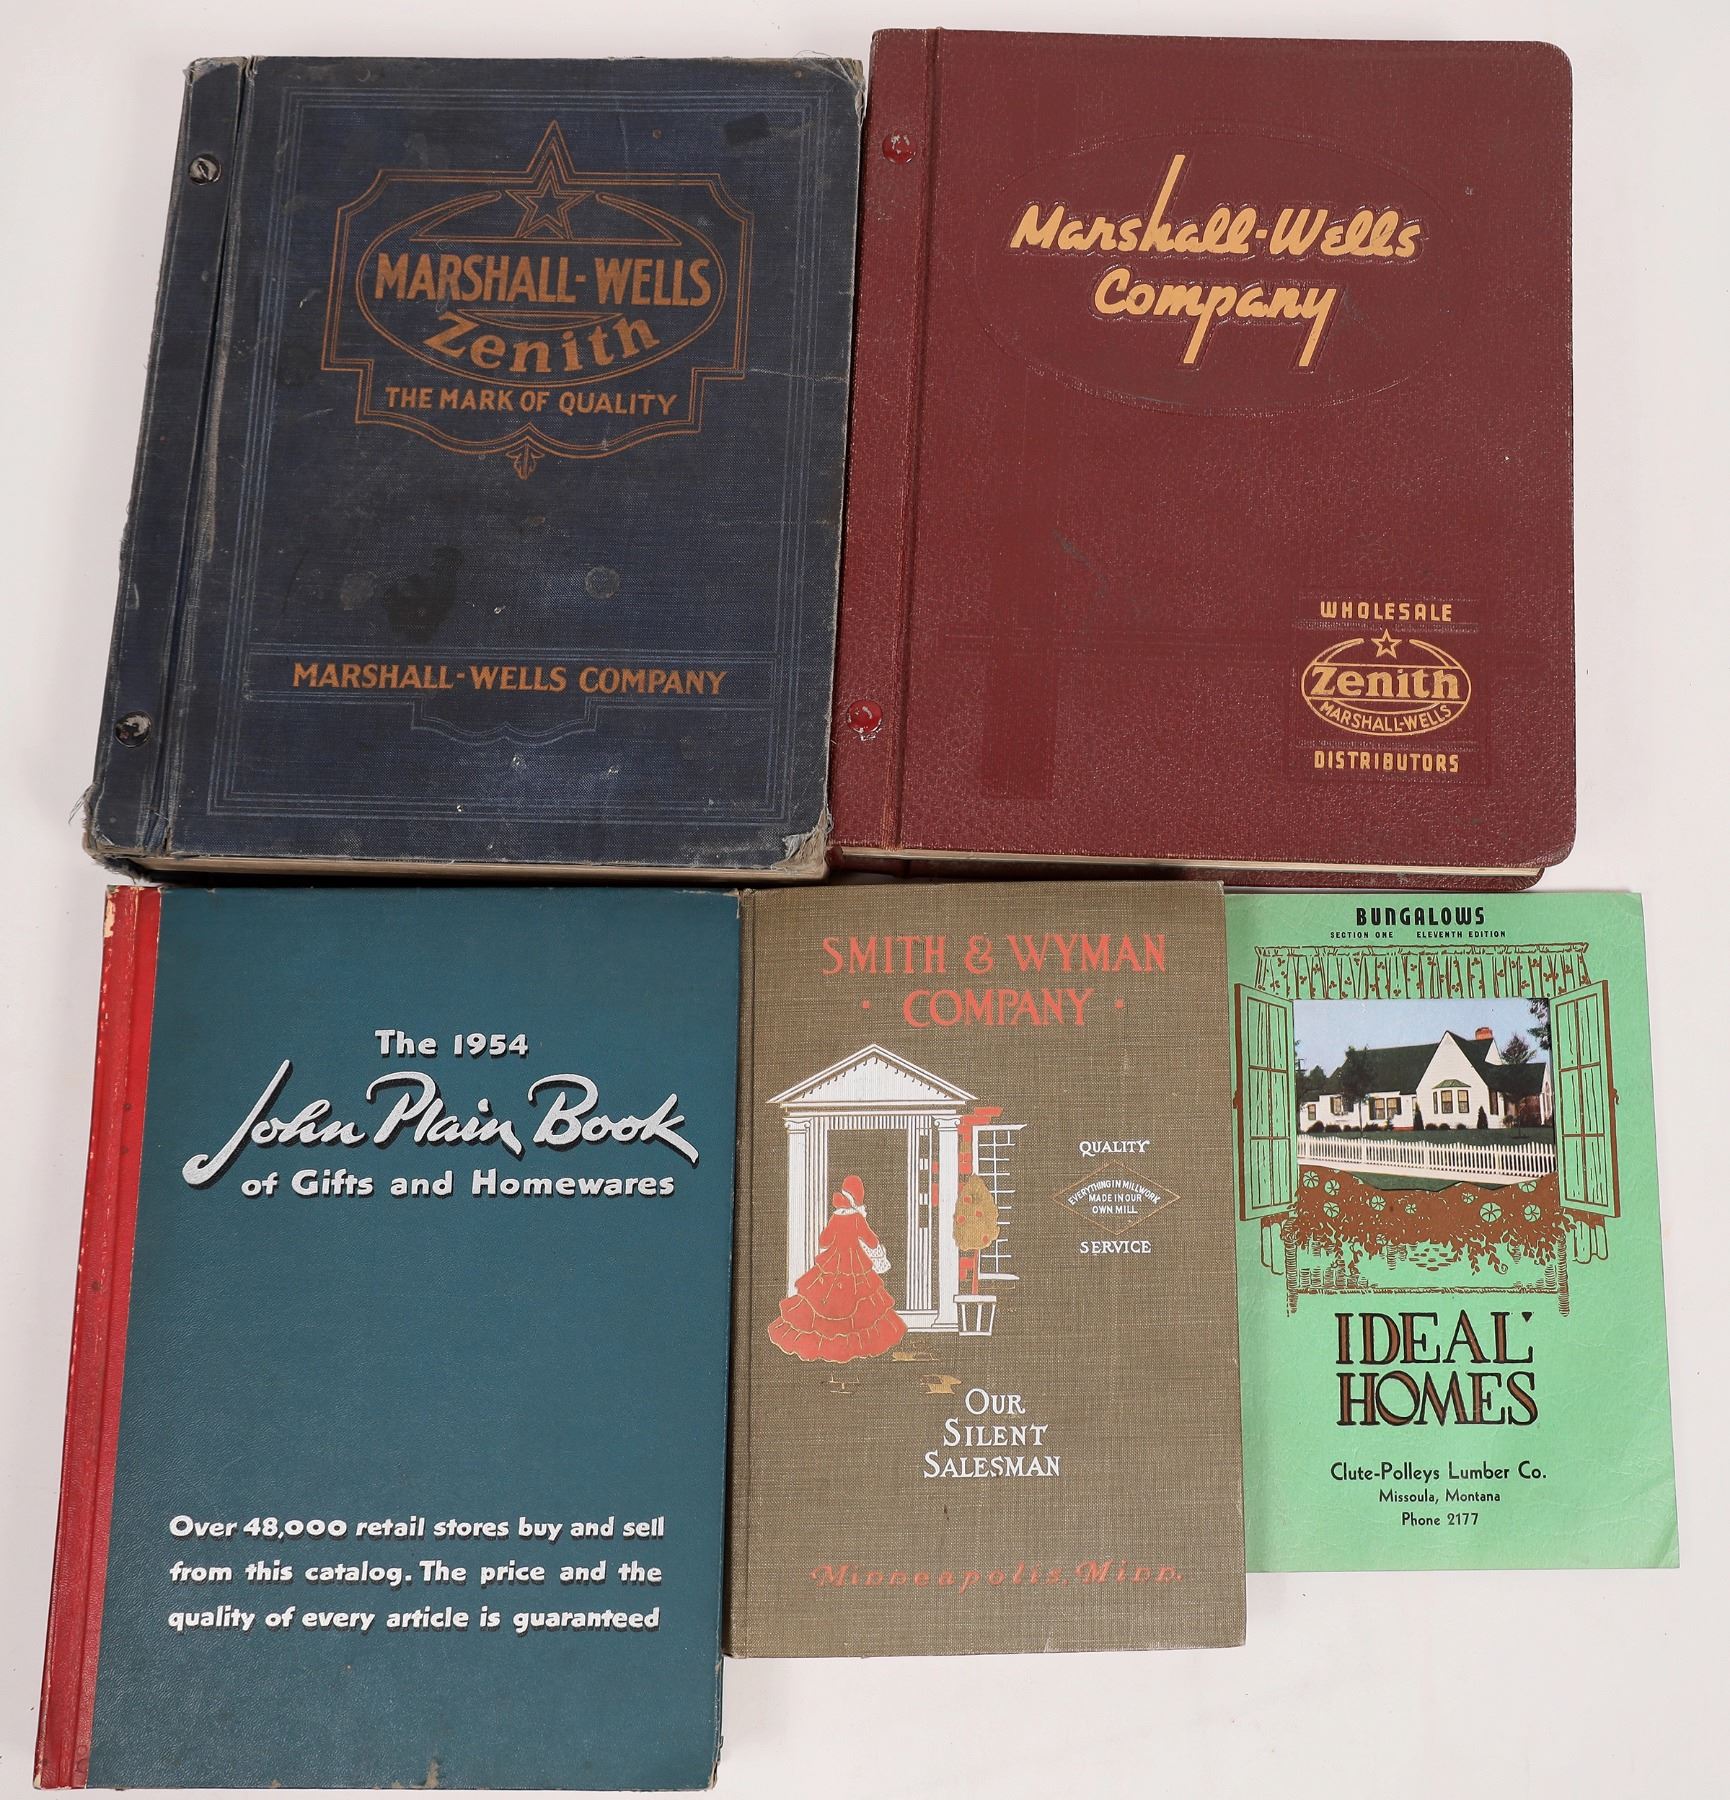 MARSHALL-WELLS
Zenith
THE MARK OF QUALITY
MARSHALL-WELLS COMPANY
Marshall-Wells
Company
WHOLESALE
Zenith
MARSHALL-WELLS
DISTRIBUTORS
The 1954
John Plain Book
of Gifts and Homewares
Over 48,000 retail stores buy and sell
from this catalog. The price and the
quality of every article is guaranteed
SMITH & WYMAN
· COMPANY ·
QUALITY
EVERYTHING IN MILLWORK
MADE IN OUR
OWN MILL
SERVICE
OUR
SILENT
SALESMAN
Minneapolis, Minn.
BUNGALOWS
SECTION ONE ELEVENTH EDITION
IDEAL
HOMES
Clute-Polleys Lumber Co.
Missoula, Montana
Phone 2177